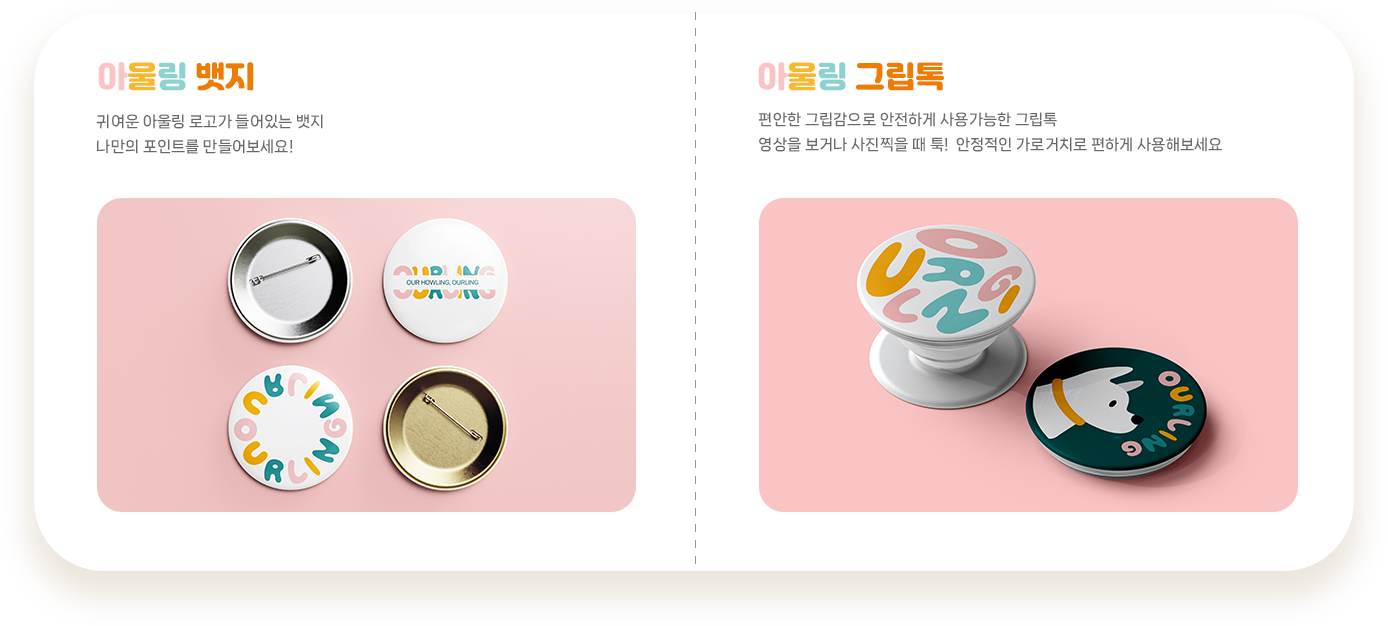 아울링 뱃지
귀여운 아울링 로고가 들어있는 뱃지
나만의 포인트를 만들어보세요!
OURLING
OUR HOWLING, OURLING
OURLING
OURLING
아울링 그립톡
편안한 그립감으로 안전하게 사용가능한 그립톡
영상을 보거나 사진찍을 때 툭! 안정적인 가로거치로 편하게 사용해보세요
OURLING
OURLING